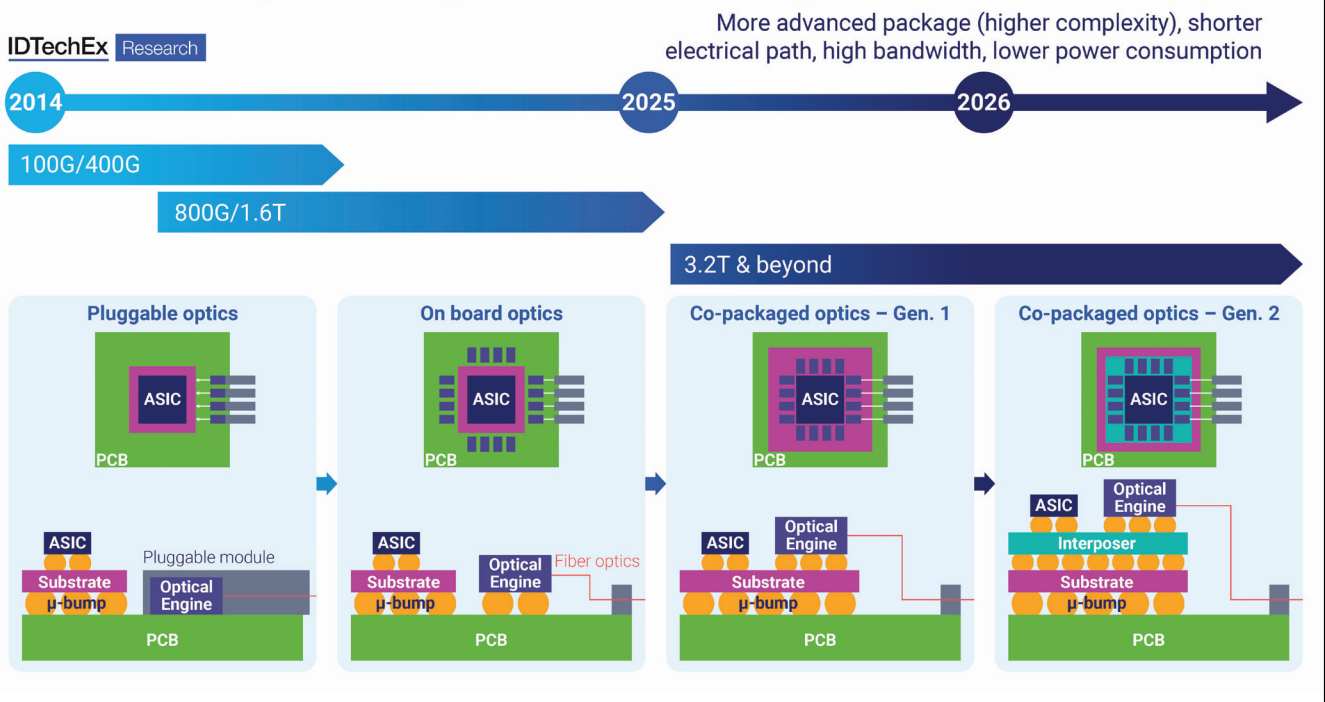 More advanced package (higher complexity), shorter
electrical path, high bandwidth, lower power consumption
IDTechEx Research
2014
2025
2026
100G/400G
800G/1.6T
3.2T & beyond
Pluggable optics
ASIC
PCB
ASIC
Pluggable module
Substrate
Optical
Engine
μ-bump
PCB
On board optics
ASIC
PCB
ASIC
Optical
Engine
Fiber optics
Substrate
μ-bump
PCB
Co-packaged optics – Gen. 1
ASIC
PCB
Optical
Engine
ASIC
Substrate
μ-bump
PCB
Co-packaged optics – Gen. 2
ASIC
PCB
Optical
Engine
ASIC
Interposer
Substrate
μ-bump
PCB